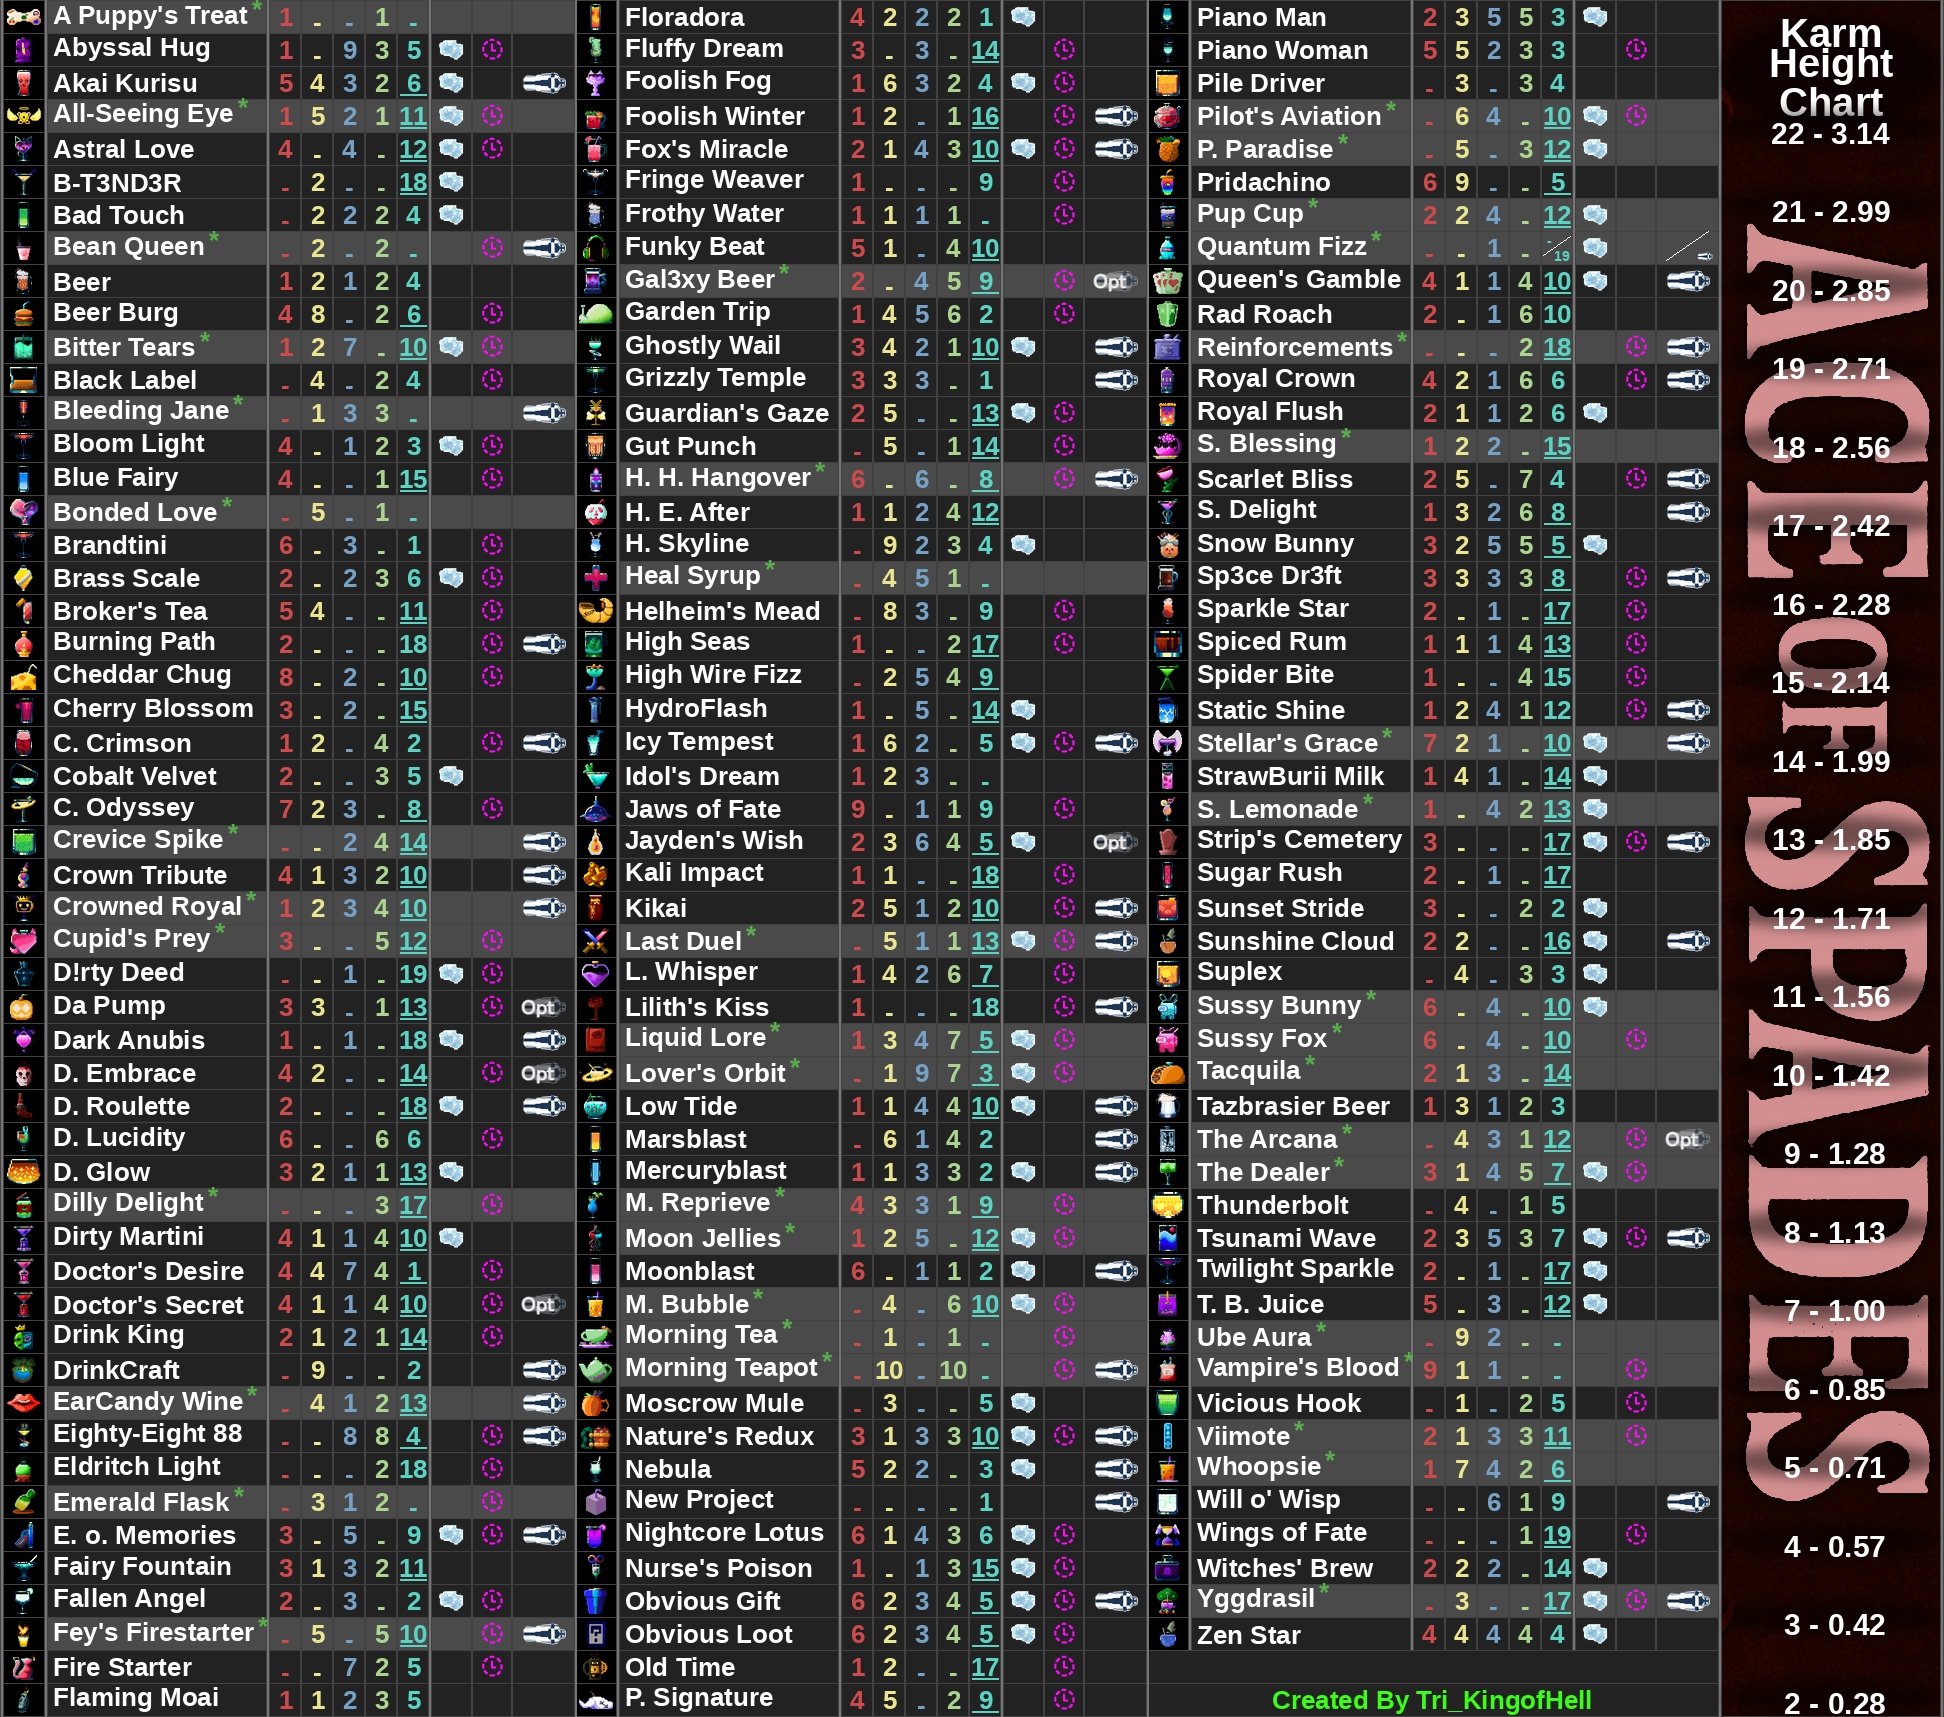 A Puppy's Treat * 1 - - 1 -
Abyssal Hug 1 - 9 3 5
Akai Kurisu 5 4 3 2 6
All-Seeing Eye * 1 5 2 1 11
Astral Love 4 - 4 - 12
B-T3ND3R - 2 - - 18
Bad Touch - 2 2 2 4
Bean Queen * - 2 - 2 -
Beer 1 2 1 2 4
Beer Burg 4 8 - 2 6
Bitter Tears * 1 2 7 - 10
Black Label - 4 - 2 4
Bleeding Jane * - 1 3 3 -
Bloom Light 4 - 1 2 3
Blue Fairy 4 - - 1 15
Bonded Love * - 5 - 1 -
Brandtini 6 - 3 - 1
Brass Scale 2 - 2 3 6
Broker's Tea 5 4 - - 11
Burning Path 2 - - - 18
Cheddar Chug 8 - 2 - 10
Cherry Blossom 3 - 2 - 15
C. Crimson 1 2 - 4 2
Cobalt Velvet 2 - - 3 5
C. Odyssey 7 2 3 - 8
Crevice Spike * - - 2 4 14
Crown Tribute 4 1 3 2 10
Crowned Royal * 1 2 3 4 10
Cupid's Prey * 3 - - 5 12
D!rty Deed - - 1 - 19
Da Pump 3 3 - 1 13 Opt
Dark Anubis 1 - 1 - 18
D. Embrace 4 2 - - 14 Opt
D. Roulette 2 - - - 18
D. Lucidity 6 - - 6 6
D. Glow 3 2 1 1 13
Dilly Delight * - - - 3 17
Dirty Martini 4 1 1 4 10
Doctor's Desire 4 4 7 4 1
Doctor's Secret 4 1 1 4 10 Opt
Drink King 2 1 2 1 14
DrinkCraft - 9 - - 2
EarCandy Wine * - 4 1 2 13
Eighty-Eight 88 - - 8 8 4
Eldritch Light - - - 2 18
Emerald Flask * - 3 1 2 -
E. o. Memories 3 - 5 - 9
Fairy Fountain 3 1 3 2 11
Fallen Angel 2 - 3 - 2
Fey's Firestarter * - 5 - 5 10
Fire Starter - - 7 2 5
Flaming Moai 1 1 2 3 5
Floradora 4 2 2 2 1
Fluffy Dream 3 - 3 - 14
Foolish Fog 1 6 3 2 4
Foolish Winter 1 2 - 1 16
Fox's Miracle 2 1 4 3 10
Fringe Weaver 1 - - - 9
Frothy Water 1 1 1 1 -
Funky Beat 5 1 - 4 10
Gal3xy Beer * 2 - 4 5 9 Opt
Garden Trip 1 4 5 6 2
Ghostly Wail 3 4 2 1 10
Grizzly Temple 3 3 3 - 1
Guardian's Gaze 2 5 - - 13
Gut Punch - 5 - 1 14
H. H. Hangover * 6 - 6 - 8
H. E. After 1 1 2 4 12
H. Skyline - 9 2 3 4
Heal Syrup * - 4 5 1 -
Helheim's Mead - 8 3 - 9
High Seas 1 - - 2 17
High Wire Fizz - 2 5 4 9
HydroFlash 1 - 5 - 14
Icy Tempest 1 6 2 - 5
Idol's Dream 1 2 3 - -
Jaws of Fate 9 - 1 1 9
Jayden's Wish 2 3 6 4 5 Opt
Kali Impact 1 1 - - 18
Kikai 2 5 1 2 10
Last Duel * - 5 1 1 13
L. Whisper 1 4 2 6 7
Lilith's Kiss 1 - - - 18
Liquid Lore * 1 3 4 7 5
Lover's Orbit * - 1 9 7 3
Low Tide 1 1 4 4 10
Marsblast - 6 1 4 2
Mercuryblast 1 1 3 3 2
M. Reprieve * 4 3 3 1 9
Moon Jellies * 1 2 5 - 12
Moonblast 6 - 1 1 2
M. Bubble * - 4 - 6 10
Morning Tea * - 1 - 1 -
Morning Teapot * - 10 - 10 -
Moscrow Mule - 3 - - 5
Nature's Redux 3 1 3 3 10
Nebula 5 2 2 - 3
New Project - - - - 1
Nightcore Lotus 6 1 4 3 6
Nurse's Poison 1 - 1 3 15
Obvious Gift 6 2 3 4 5
Obvious Loot 6 2 3 4 5
Old Time 1 2 - - 17
P. Signature 4 5 - 2 9
Piano Man 2 3 5 5 3
Piano Woman 5 5 2 3 3
Pile Driver - 3 - 3 4
Pilot's Aviation * - 6 4 - 10
P. Paradise * - 5 - 3 12
Pridachino 6 9 - - 5
Pup Cup * 2 2 4 - 12
Quantum Fizz * - - 1 - -/19
Queen's Gamble 4 1 1 4 10
Rad Roach 2 - 1 6 10
Reinforcements * - - - 2 18
Royal Crown 4 2 1 6 6
Royal Flush 2 1 1 2 6
S. Blessing * 1 2 2 - 15
Scarlet Bliss 2 5 - 7 4
S. Delight 1 3 2 6 8
Snow Bunny 3 2 5 5 5
Sp3ce Dr3ft 3 3 3 3 8
Sparkle Star 2 - 1 - 17
Spiced Rum 1 1 1 4 13
Spider Bite 1 - - 4 15
Static Shine 1 2 4 1 12
Stellar's Grace * 7 2 1 - 10
StrawBurii Milk 1 4 1 - 14
S. Lemonade * 1 - 4 2 13
Strip's Cemetery 3 - - - 17
Sugar Rush 2 - 1 - 17
Sunset Stride 3 - - 2 2
Sunshine Cloud 2 2 - - 16
Suplex - 4 - 3 3
Sussy Bunny * 6 - 4 - 10
Sussy Fox * 6 - 4 - 10
Tacquila * 2 1 3 - 14
Tazbrasier Beer 1 3 1 2 3
The Arcana * - 4 3 1 12 Opt
The Dealer * 3 1 4 5 7
Thunderbolt - 4 - 1 5
Tsunami Wave 2 3 5 3 7
Twilight Sparkle 2 - 1 - 17
T. B. Juice 5 - 3 - 12
Ube Aura * - 9 2 - -
Vampire's Blood * 9 1 1 - -
Vicious Hook - 1 - 2 5
Viimote * 2 1 3 3 11
Whoopsie * 1 7 4 2 6
Will o' Wisp - - 6 1 9
Wings of Fate - - - 1 19
Witches' Brew 2 2 2 - 14
Yggdrasil * - 3 - - 17
Zen Star 4 4 4 4 4
Created By Tri_KingofHell
Karm
Height
Chart
22 - 3.14
21 - 2.99
20 - 2.85
19 - 2.71
18 - 2.56
17 - 2.42
16 - 2.28
15 - 2.14
14 - 1.99
13 - 1.85
12 - 1.71
11 - 1.56
10 - 1.42
9 - 1.28
8 - 1.13
7 - 1.00
6 - 0.85
5 - 0.71
4 - 0.57
3 - 0.42
2 - 0.28
ACE OF SPADES